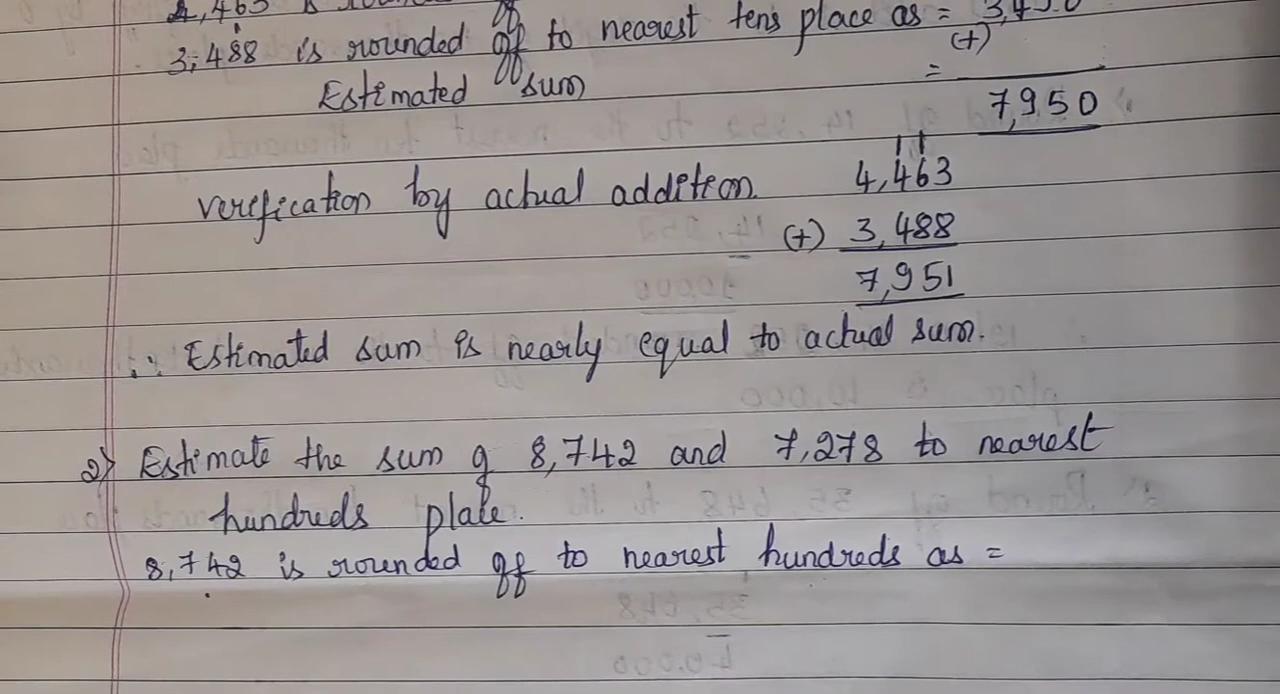 4,463 is
3,488 is rounded off to nearest tens place as = 3,490
(+)
Estimated sum =
7,950
verification by actual addition. 4,463
(+) 3,488
7,951
∴ Estimated sum is nearly equal to actual sum.
2) Estimate the sum of 8,742 and 7,278 to nearest
hundreds place.
8,742 is rounded off to nearest hundreds as =